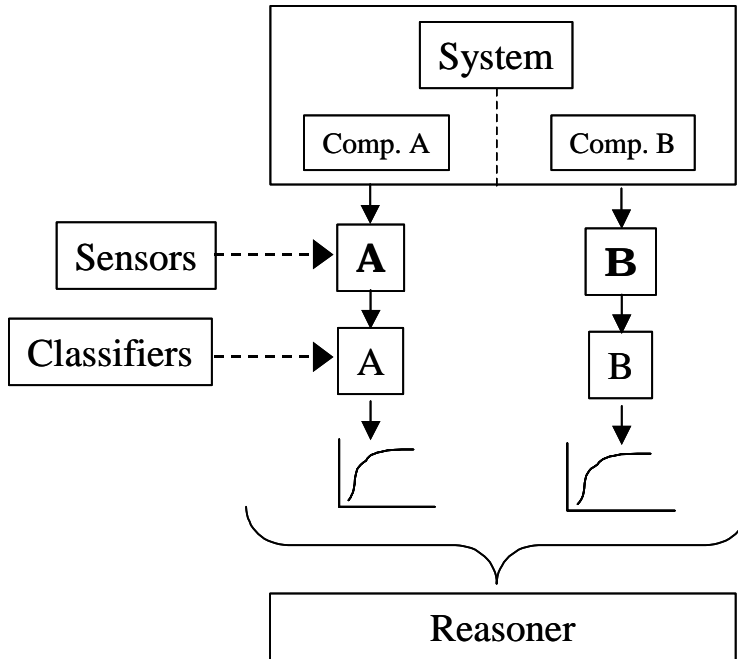 System
Comp. A
Comp. B
Sensors
A
B
Classifiers
A
B
Reasoner